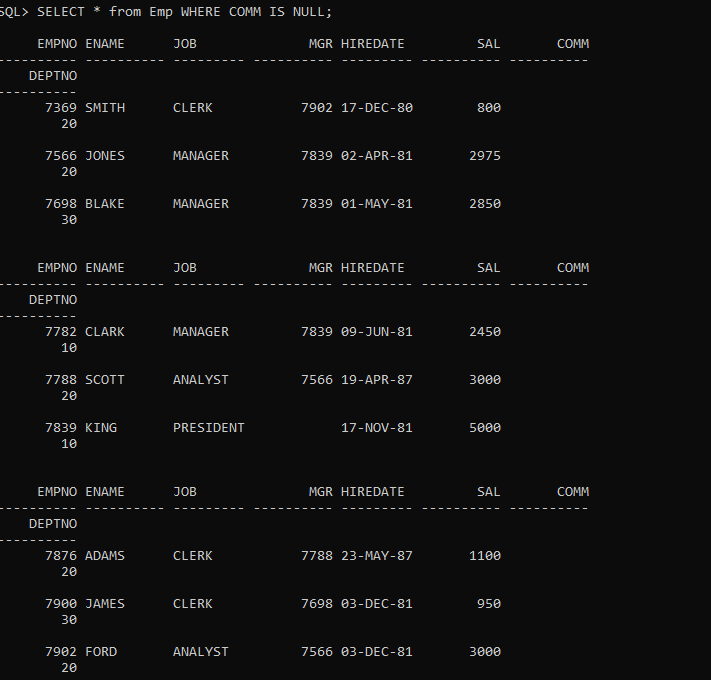 SQL> SELECT * from Emp WHERE COMM IS NULL;
EMPNO ENAME JOB MGR HIREDATE SAL COMM
---------- ---------- --------- ---------- --------- ---------- ----------
DEPTNO
----------
7369 SMITH CLERK 7902 17-DEC-80 800
20
7566 JONES MANAGER 7839 02-APR-81 2975
20
7698 BLAKE MANAGER 7839 01-MAY-81 2850
30
EMPNO ENAME JOB MGR HIREDATE SAL COMM
---------- ---------- --------- ---------- --------- ---------- ----------
DEPTNO
----------
7782 CLARK MANAGER 7839 09-JUN-81 2450
10
7788 SCOTT ANALYST 7566 19-APR-87 3000
20
7839 KING PRESIDENT 17-NOV-81 5000
10
EMPNO ENAME JOB MGR HIREDATE SAL COMM
---------- ---------- --------- ---------- --------- ---------- ----------
DEPTNO
----------
7876 ADAMS CLERK 7788 23-MAY-87 1100
20
7900 JAMES CLERK 7698 03-DEC-81 950
30
7902 FORD ANALYST 7566 03-DEC-81 3000
20